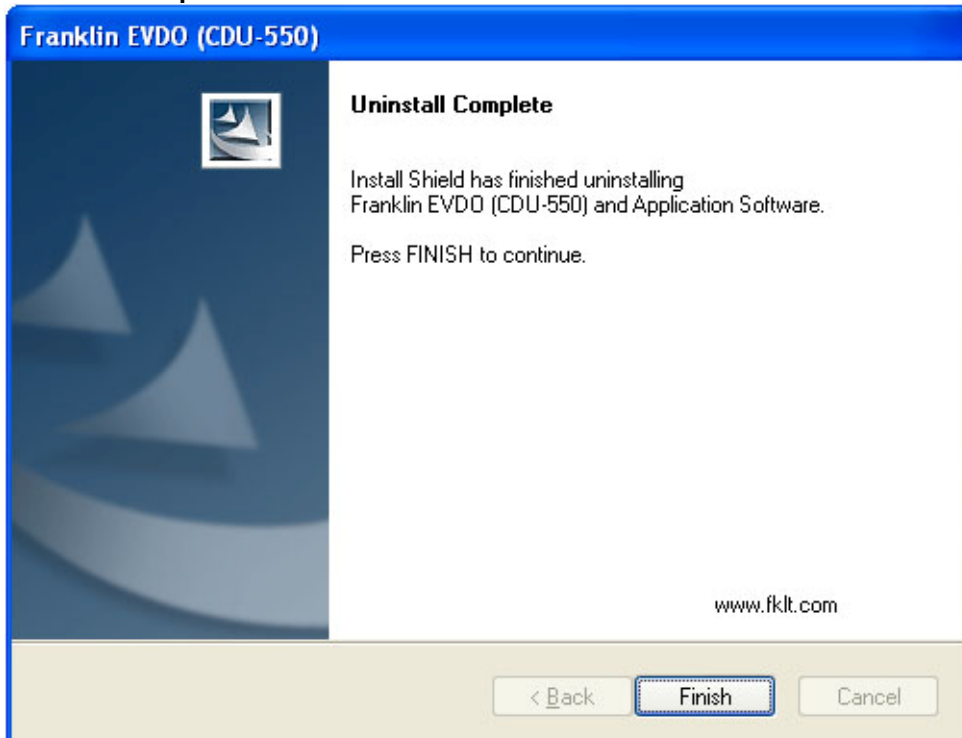 Franklin EVDO (CDU-550)
Uninstall Complete
Install Shield has finished uninstalling
Franklin EVDO (CDU-550) and Application Software.
Press FINISH to continue.
www.fklt.com
< Back Finish Cancel